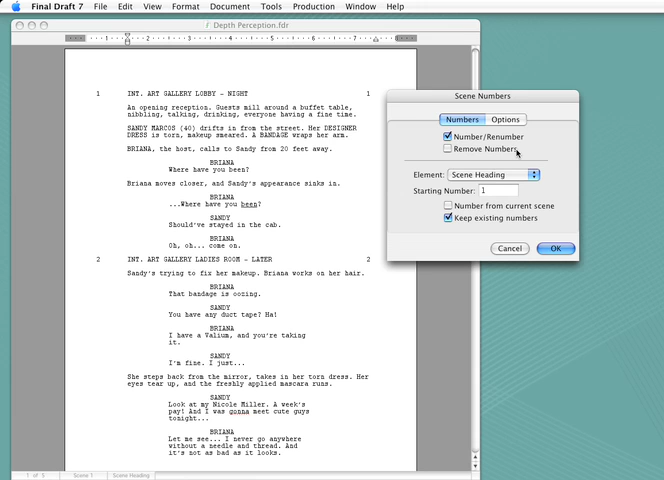 Final Draft 7 File Edit View Format Document Tools Production Window Help
Depth Perception.fdr
1 2 3 4 5 6 7
1 INT. ART GALLERY LOBBY - NIGHT 1
An opening reception. Guests mill around a buffet table,
nibbling, talking, drinking, everyone having a fine time.
SANDY MARCOS (40) drifts in from the street. Her DESIGNER
DRESS is torn, makeup smeared. A BANDAGE wraps her arm.
BRIANA, the host, calls to Sandy from 20 feet away.
BRIANA
Where have you been?
Briana moves closer, and Sandy's appearance sinks in.
BRIANA
...Where have you been?
SANDY
Should've stayed in the cab.
BRIANA
Oh, oh... come on.
2 INT. ART GALLERY LADIES ROOM - LATER 2
Sandy's trying to fix her makeup. Briana works on her hair.
BRIANA
That bandage is oozing.
SANDY
You have any duct tape? Ha!
BRIANA
I have a Valium, and you're taking
it.
SANDY
I'm fine. I just...
She steps back from the mirror, takes in her torn dress. Her
eyes tear up, and the freshly applied mascara runs.
SANDY
Look at my Nicole Miller. A week's
pay! And I was gonna meet cute guys
tonight...
BRIANA
Let me see... I never go anywhere
without a needle and thread. And
it's not as bad as it looks.
1 of 5 Scene 1 Scene Heading
Scene Numbers
Numbers Options
Number/Renumber
Remove Numbers
Element: Scene Heading
Starting Number: 1
Number from current scene
Keep existing numbers
Cancel OK